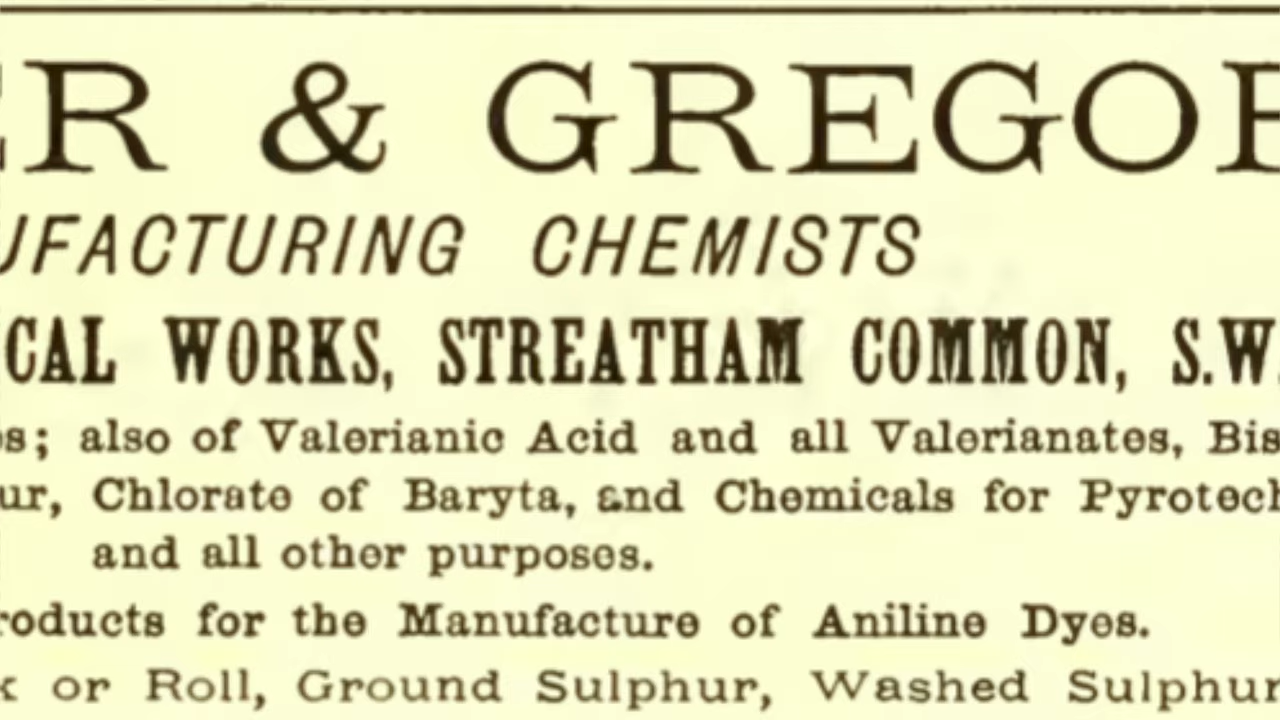 ER & GREGOR
UFACTURING CHEMISTS
CAL WORKS, STREATHAM COMMON, S.W.
s; also of Valerianic Acid and all Valerianates, Bis
ur, Chlorate of Baryta, and Chemicals for Pyrotech
and all other purposes.
roducts for the Manufacture of Aniline Dyes.
k or Roll, Ground Sulphur, Washed Sulphur